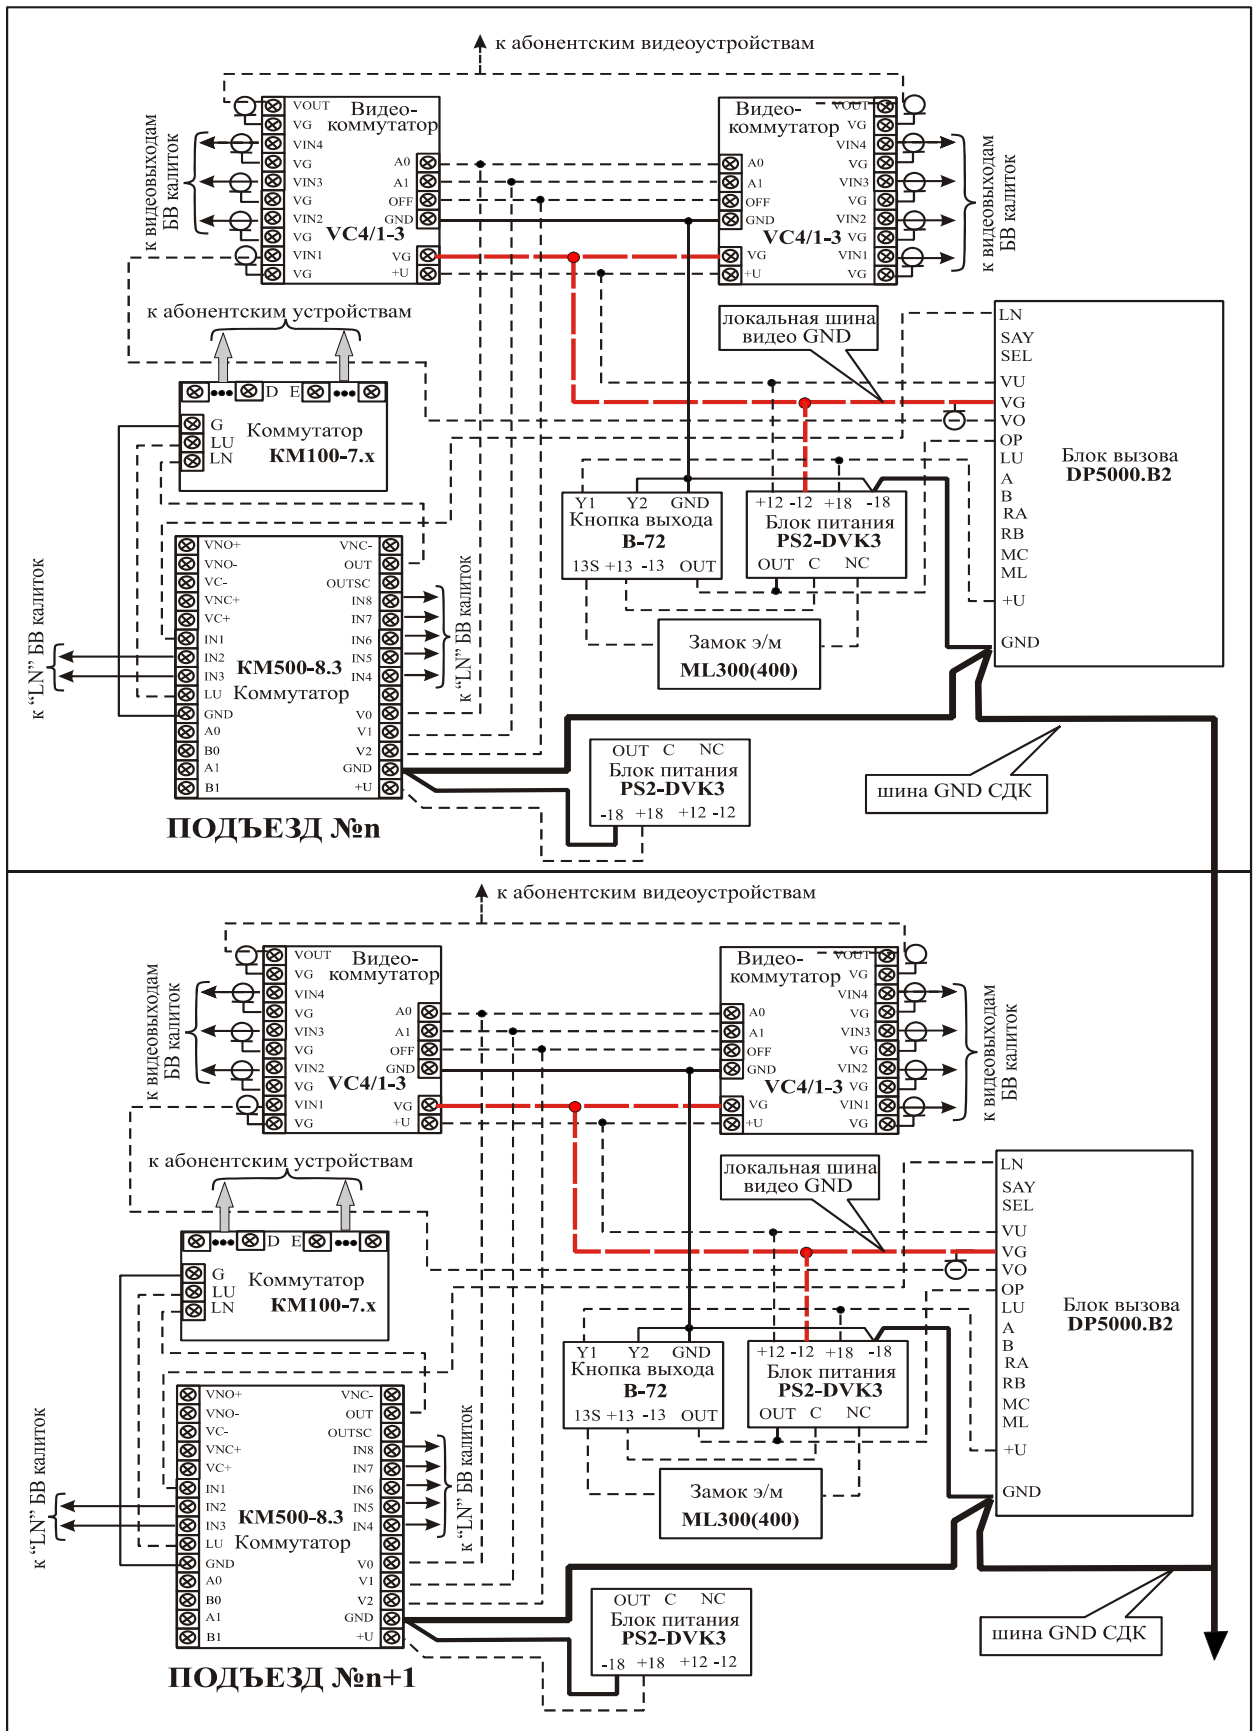 к абонентским видеоустройствам
VOUT
VG
VIN4
VG
VIN3
VG
VIN2
VG
VIN1
VG
Видео-
коммутатор
A0
A1
OFF
GND
VC4/1-3
VG
+U
к видеовыходам
БВ калиток
Видео-
коммутатор
A0
A1
OFF
GND
VC4/1-3
VG
+U
VOUT
VG
VIN4
VG
VIN3
VG
VIN2
VG
VIN1
VG
к видеовыходам
БВ калиток
к абонентским устройствам
D E
G
LU
LN
Коммутатор
КМ100-7.х
локальная шина
видео GND
LN
SAY
SEL
VU
VG
VO
OP
LU
A
B
RA
RB
MC
ML
+U
GND
Блок вызова
DP5000.B2
Y1 Y2 GND
Кнопка выхода
B-72
13S +13 -13 OUT
+12 -12 +18 -18
Блок питания
PS2-DVK3
OUT C NC
Замок э/м
ML300(400)
VNO+
VNO-
VC-
VNC+
VC+
IN1
IN2
IN3
LU
GND
A0
B0
A1
B1
КМ500-8.3
Коммутатор
VNC-
OUT
OUTSC
IN8
IN7
IN6
IN5
IN4
V0
V1
V2
GND
+U
к “LN” БВ калиток
к “LN” БВ калиток
OUT C NC
Блок питания
PS2-DVK3
-18 +18 +12 -12
шина GND СДК
ПОДЪЕЗД №n
к абонентским видеоустройствам
VOUT
VG
VIN4
VG
VIN3
VG
VIN2
VG
VIN1
VG
Видео-
коммутатор
A0
A1
OFF
GND
VC4/1-3
VG
+U
к видеовыходам
БВ калиток
Видео-
коммутатор
A0
A1
OFF
GND
VC4/1-3
VG
+U
VOUT
VG
VIN4
VG
VIN3
VG
VIN2
VG
VIN1
VG
к видеовыходам
БВ калиток
к абонентским устройствам
D E
G
LU
LN
Коммутатор
КМ100-7.х
локальная шина
видео GND
LN
SAY
SEL
VU
VG
VO
OP
LU
A
B
RA
RB
MC
ML
+U
GND
Блок вызова
DP5000.B2
Y1 Y2 GND
Кнопка выхода
B-72
13S +13 -13 OUT
+12 -12 +18 -18
Блок питания
PS2-DVK3
OUT C NC
Замок э/м
ML300(400)
VNO+
VNO-
VC-
VNC+
VC+
IN1
IN2
IN3
LU
GND
A0
B0
A1
B1
КМ500-8.3
Коммутатор
VNC-
OUT
OUTSC
IN8
IN7
IN6
IN5
IN4
V0
V1
V2
GND
+U
к “LN” БВ калиток
к “LN” БВ калиток
OUT C NC
Блок питания
PS2-DVK3
-18 +18 +12 -12
шина GND СДК
ПОДЪЕЗД №n+1